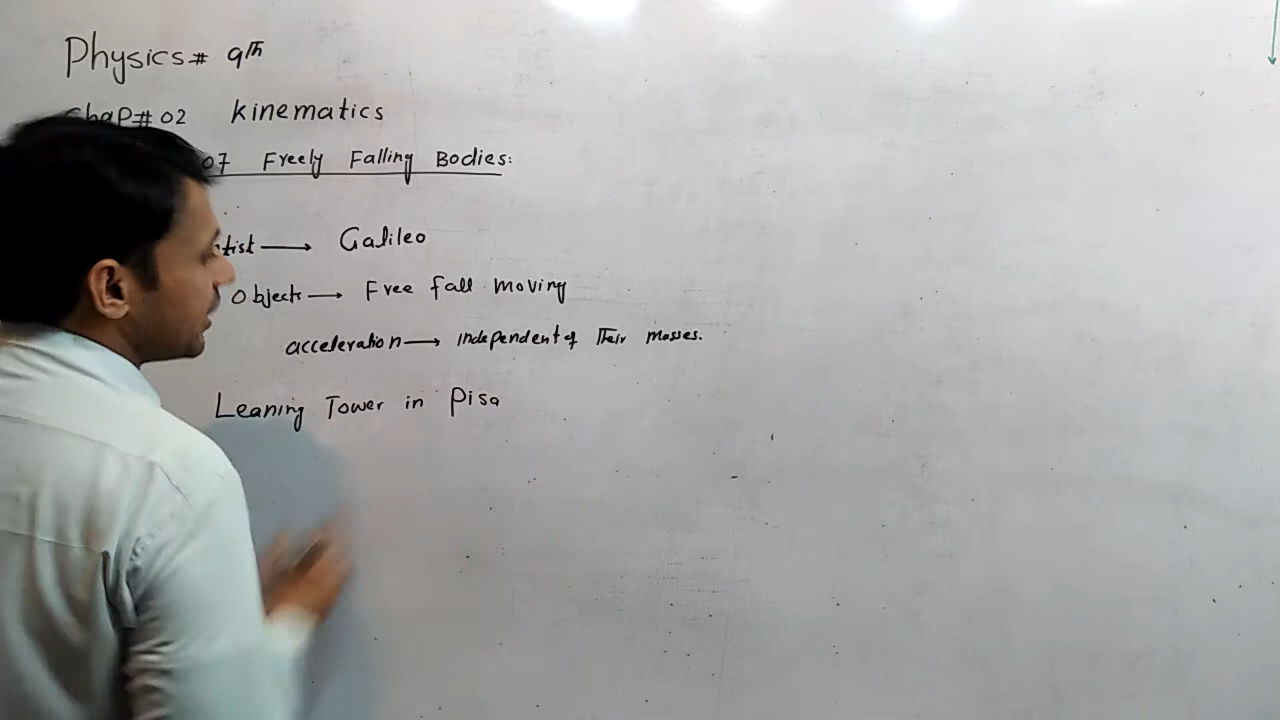 Physics# 9th
Chap# 02 Kinematics
07 Freely Falling Bodies:
tist → Galileo
Objects → Free fall moving
acceleration → independent of Their masses.
Leaning Tower in Pisa